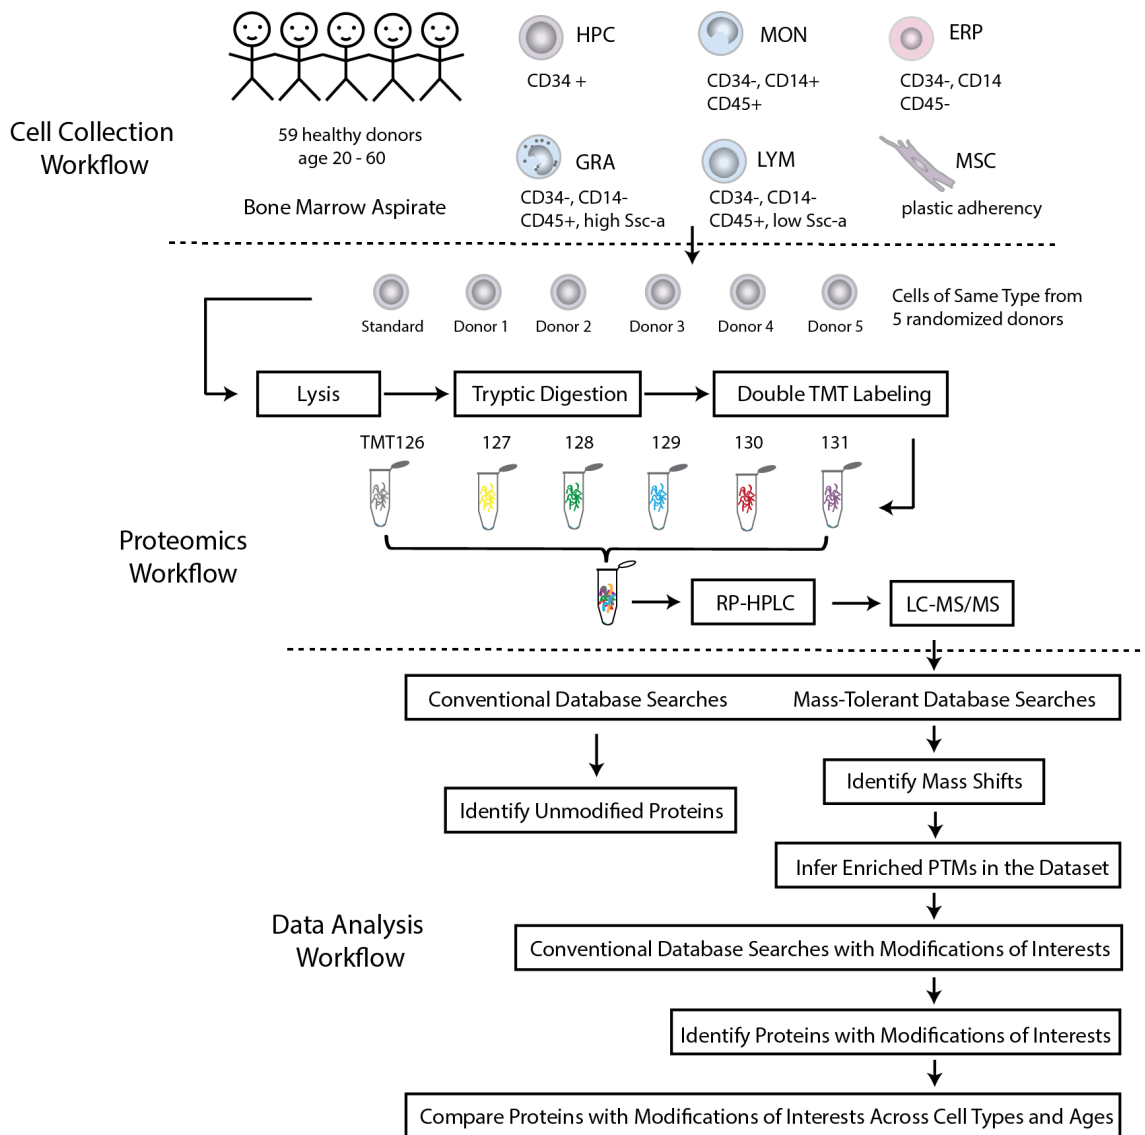 HPC
CD34 +
MON
CD34-, CD14+
CD45+
ERP
CD34-, CD14
CD45-
Cell Collection
Workflow
59 healthy donors
age 20 - 60
Bone Marrow Aspirate
GRA
CD34-, CD14-
CD45+, high Ssc-a
LYM
CD34-, CD14-
CD45+, low Ssc-a
MSC
plastic adherency
Standard
Donor 1
Donor 2
Donor 3
Donor 4
Donor 5
Cells of Same Type from
5 randomized donors
Lysis
Tryptic Digestion
Double TMT Labeling
TMT126
127
128
129
130
131
Proteomics
Workflow
RP-HPLC
LC-MS/MS
Conventional Database Searches
Mass-Tolerant Database Searches
Identify Unmodified Proteins
Identify Mass Shifts
Infer Enriched PTMs in the Dataset
Data Analysis
Workflow
Conventional Database Searches with Modifications of Interests
Identify Proteins with Modifications of Interests
Compare Proteins with Modifications of Interests Across Cell Types and Ages